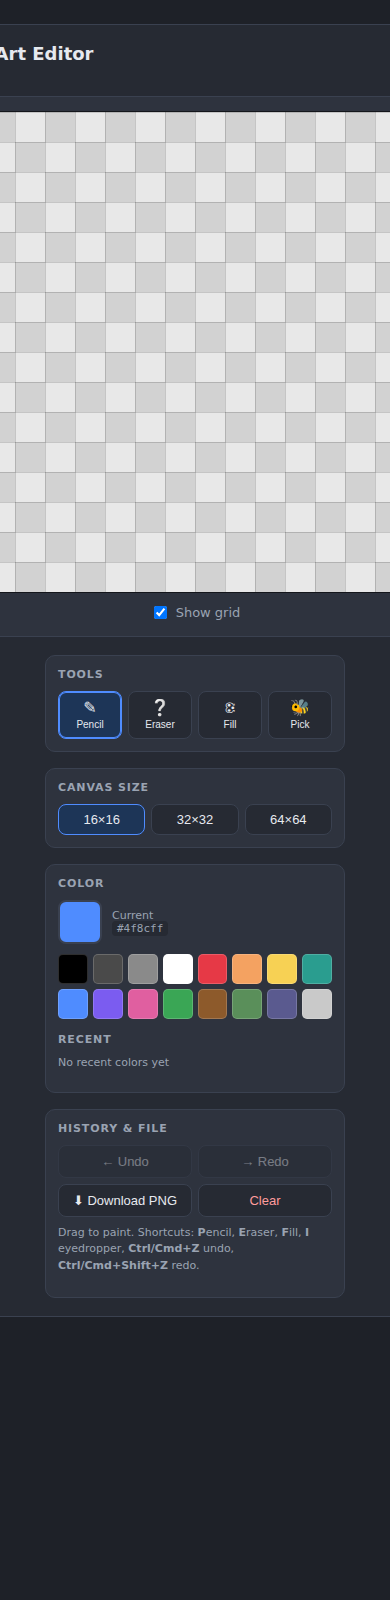 Art Editor
Show grid
TOOLS
✎ ❔ 🙼 🐝
Pencil Eraser Fill Pick
CANVAS SIZE
16×16 32×32 64×64
COLOR
Current
#4f8cff
RECENT
No recent colors yet
HISTORY & FILE
← Undo → Redo
⬇ Download PNG Clear
Drag to paint. Shortcuts: Pencil, Eraser, Fill, I
eyedropper, Ctrl/Cmd+Z undo,
Ctrl/Cmd+Shift+Z redo.